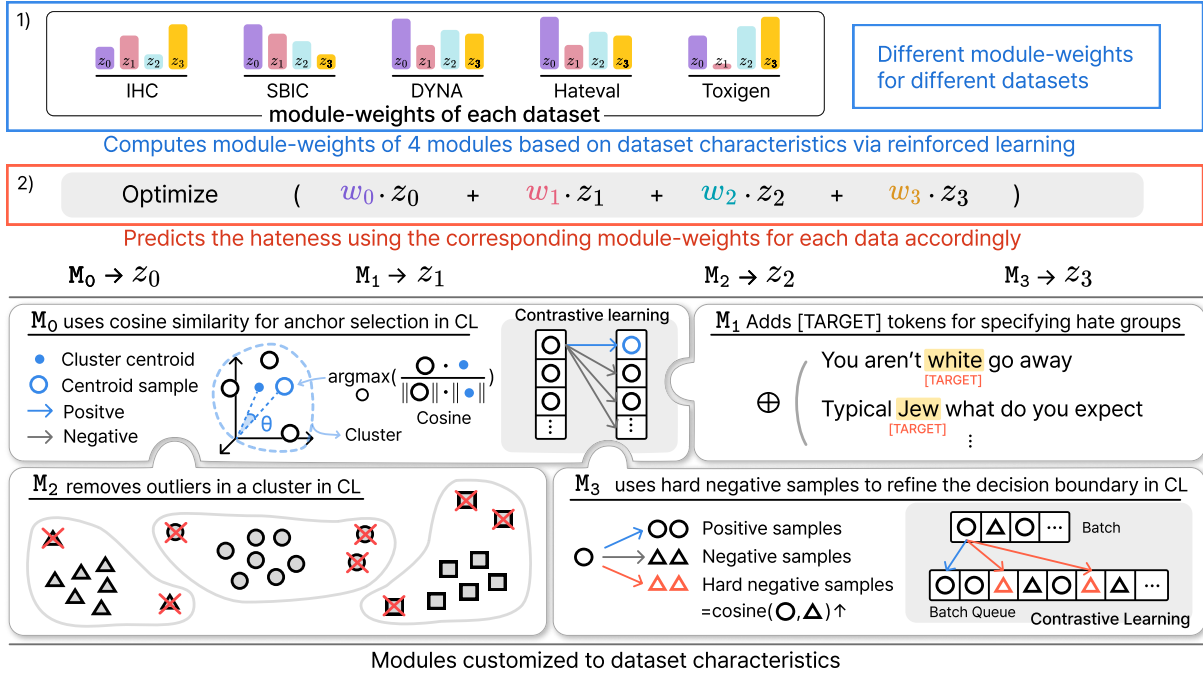 1)
z0 z1 z2 z3
IHC
z0 z1 z2 z3
SBIC
z0 z1 z2 z3
DYNA
z0 z1 z2 z3
Hateval
z0 z1 z2 z3
Toxigen
module-weights of each dataset
Different module-weights
for different datasets
Computes module-weights of 4 modules based on dataset characteristics via reinforced learning
2)
Optimize ( w0 · z0 + w1 · z1 + w2 · z2 + w3 · z3 )
Predicts the hateness using the corresponding module-weights for each data accordingly
M0 → z0 M1 → z1 M2 → z2 M3 → z3
M0 uses cosine similarity for anchor selection in CL
Cluster centroid
Centroid sample
Positve
Negative
θ
argmax( · / ‖ ‖ · ‖ ‖ )
Cosine
Cluster
Contrastive learning
⋮ ⋮
M1 Adds [TARGET] tokens for specifying hate groups
⊕ (
You aren't white go away
[TARGET]
Typical Jew what do you expect
[TARGET]
⋮
M2 removes outliers in a cluster in CL
M3 uses hard negative samples to refine the decision boundary in CL
Positive samples
Negative samples
Hard negative samples
=cosine(○,△)↑
···
Batch
···
Batch Queue
Contrastive Learning
Modules customized to dataset characteristics